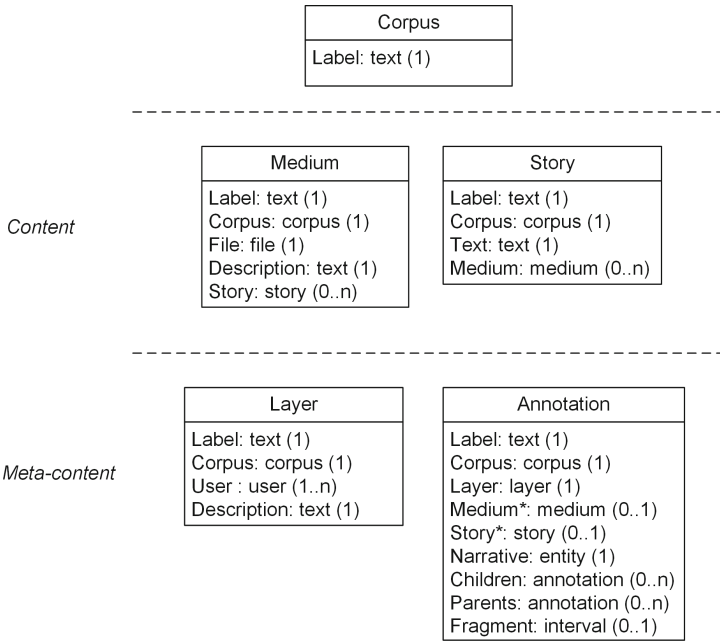 Corpus
Label: text (1)
Content
Medium
Label: text (1)
Corpus: corpus (1)
File: file (1)
Description: text (1)
Story: story (0..n)
Story
Label: text (1)
Corpus: corpus (1)
Text: text (1)
Medium: medium (0..n)
Meta-content
Layer
Label: text (1)
Corpus: corpus (1)
User : user (1..n)
Description: text (1)
Annotation
Label: text (1)
Corpus: corpus (1)
Layer: layer (1)
Medium*: medium (0..1)
Story*: story (0..1)
Narrative: entity (1)
Children: annotation (0..n)
Parents: annotation (0..n)
Fragment: interval (0..1)